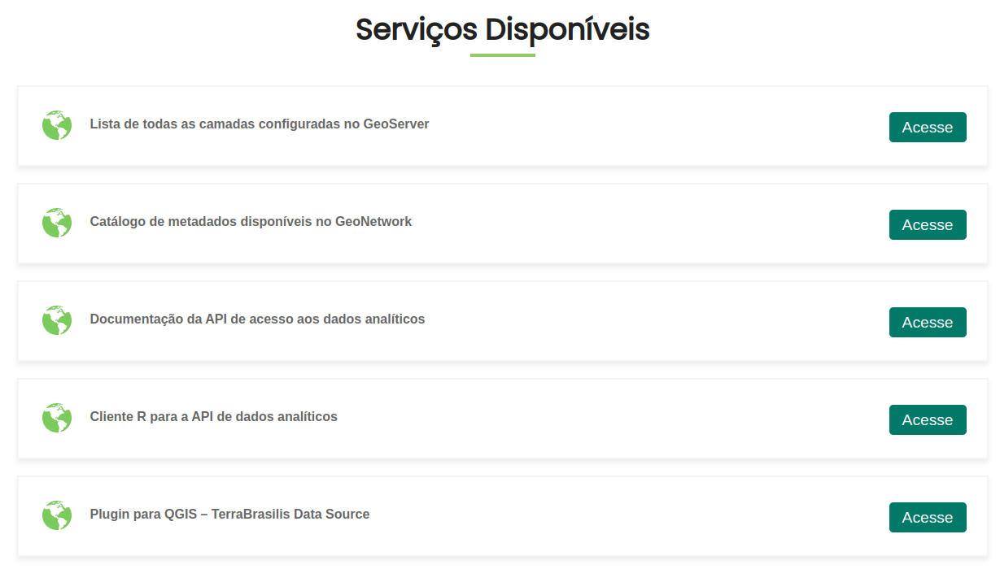 Serviços Disponíveis
Lista de todas as camadas configuradas no GeoServer
Acesse
Catálogo de metadados disponíveis no GeoNetwork
Acesse
Documentação da API de acesso aos dados analíticos
Acesse
Cliente R para a API de dados analíticos
Acesse
Plugin para QGIS – TerraBrasilis Data Source
Acesse